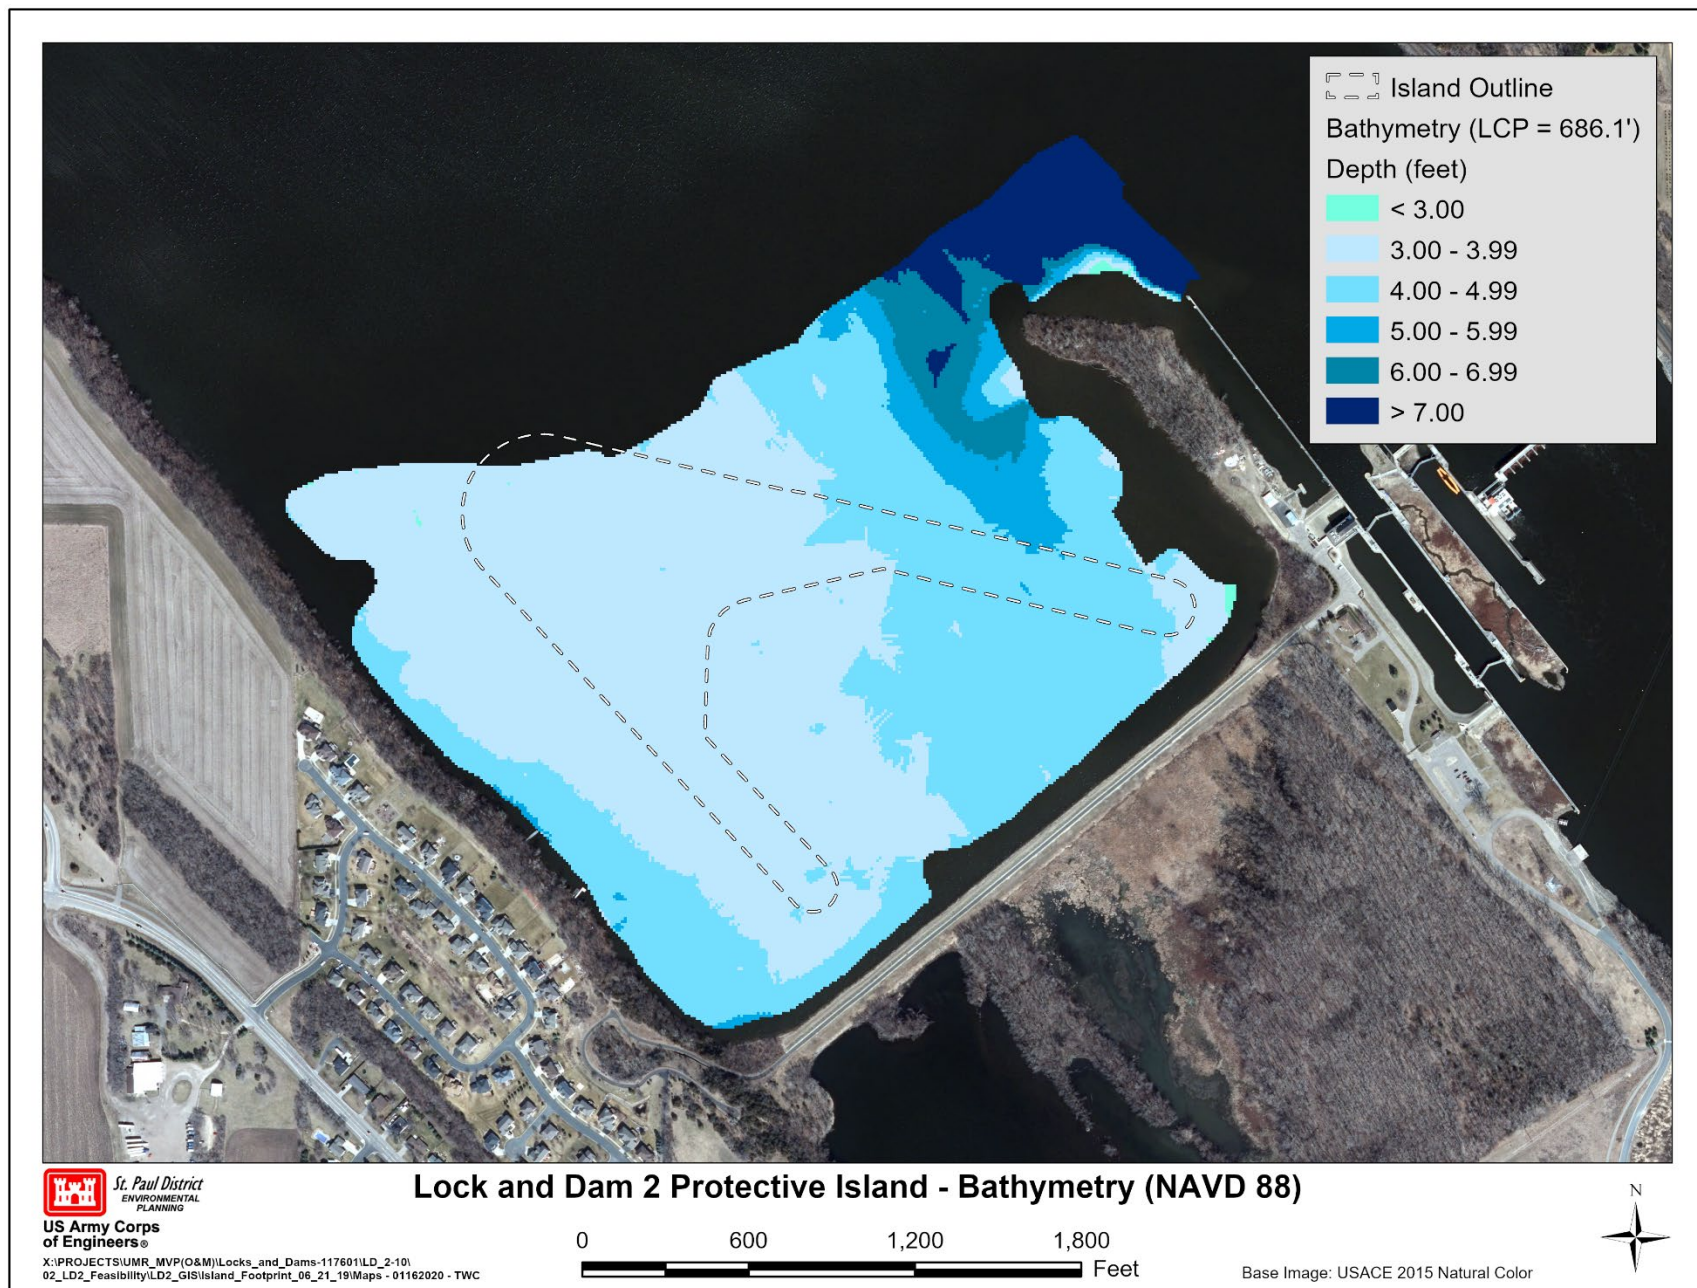 Island Outline
Bathymetry (LCP = 686.1')
Depth (feet)
< 3.00
3.00 - 3.99
4.00 - 4.99
5.00 - 5.99
6.00 - 6.99
> 7.00
Lock and Dam 2 Protective Island - Bathymetry (NAVD 88)
St. Paul District
ENVIRONMENTAL
PLANNING
US Army Corps
of Engineers®
X:\PROJECTS\UMR_MVP(O&M)\Locks_and_Dams-117601\LD_2-10\
02_LD2_Feasibility\LD2_GIS\Island_Footprint_06_21_19\Maps - 01162020 - TWC
0 600 1,200 1,800
Feet
Base Image: USACE 2015 Natural Color
N